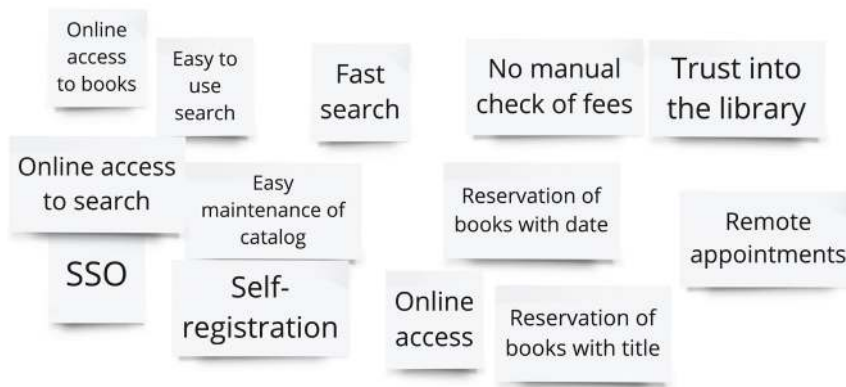 Online
access
to books
Easy to
use
search
Fast
search
No manual
check of fees
Trust into
the library
Online access
to search
Easy
maintenance of
catalog
Reservation of
books with date
Remote
appointments
SSO
Self-
registration
Online
access
Reservation of
books with title